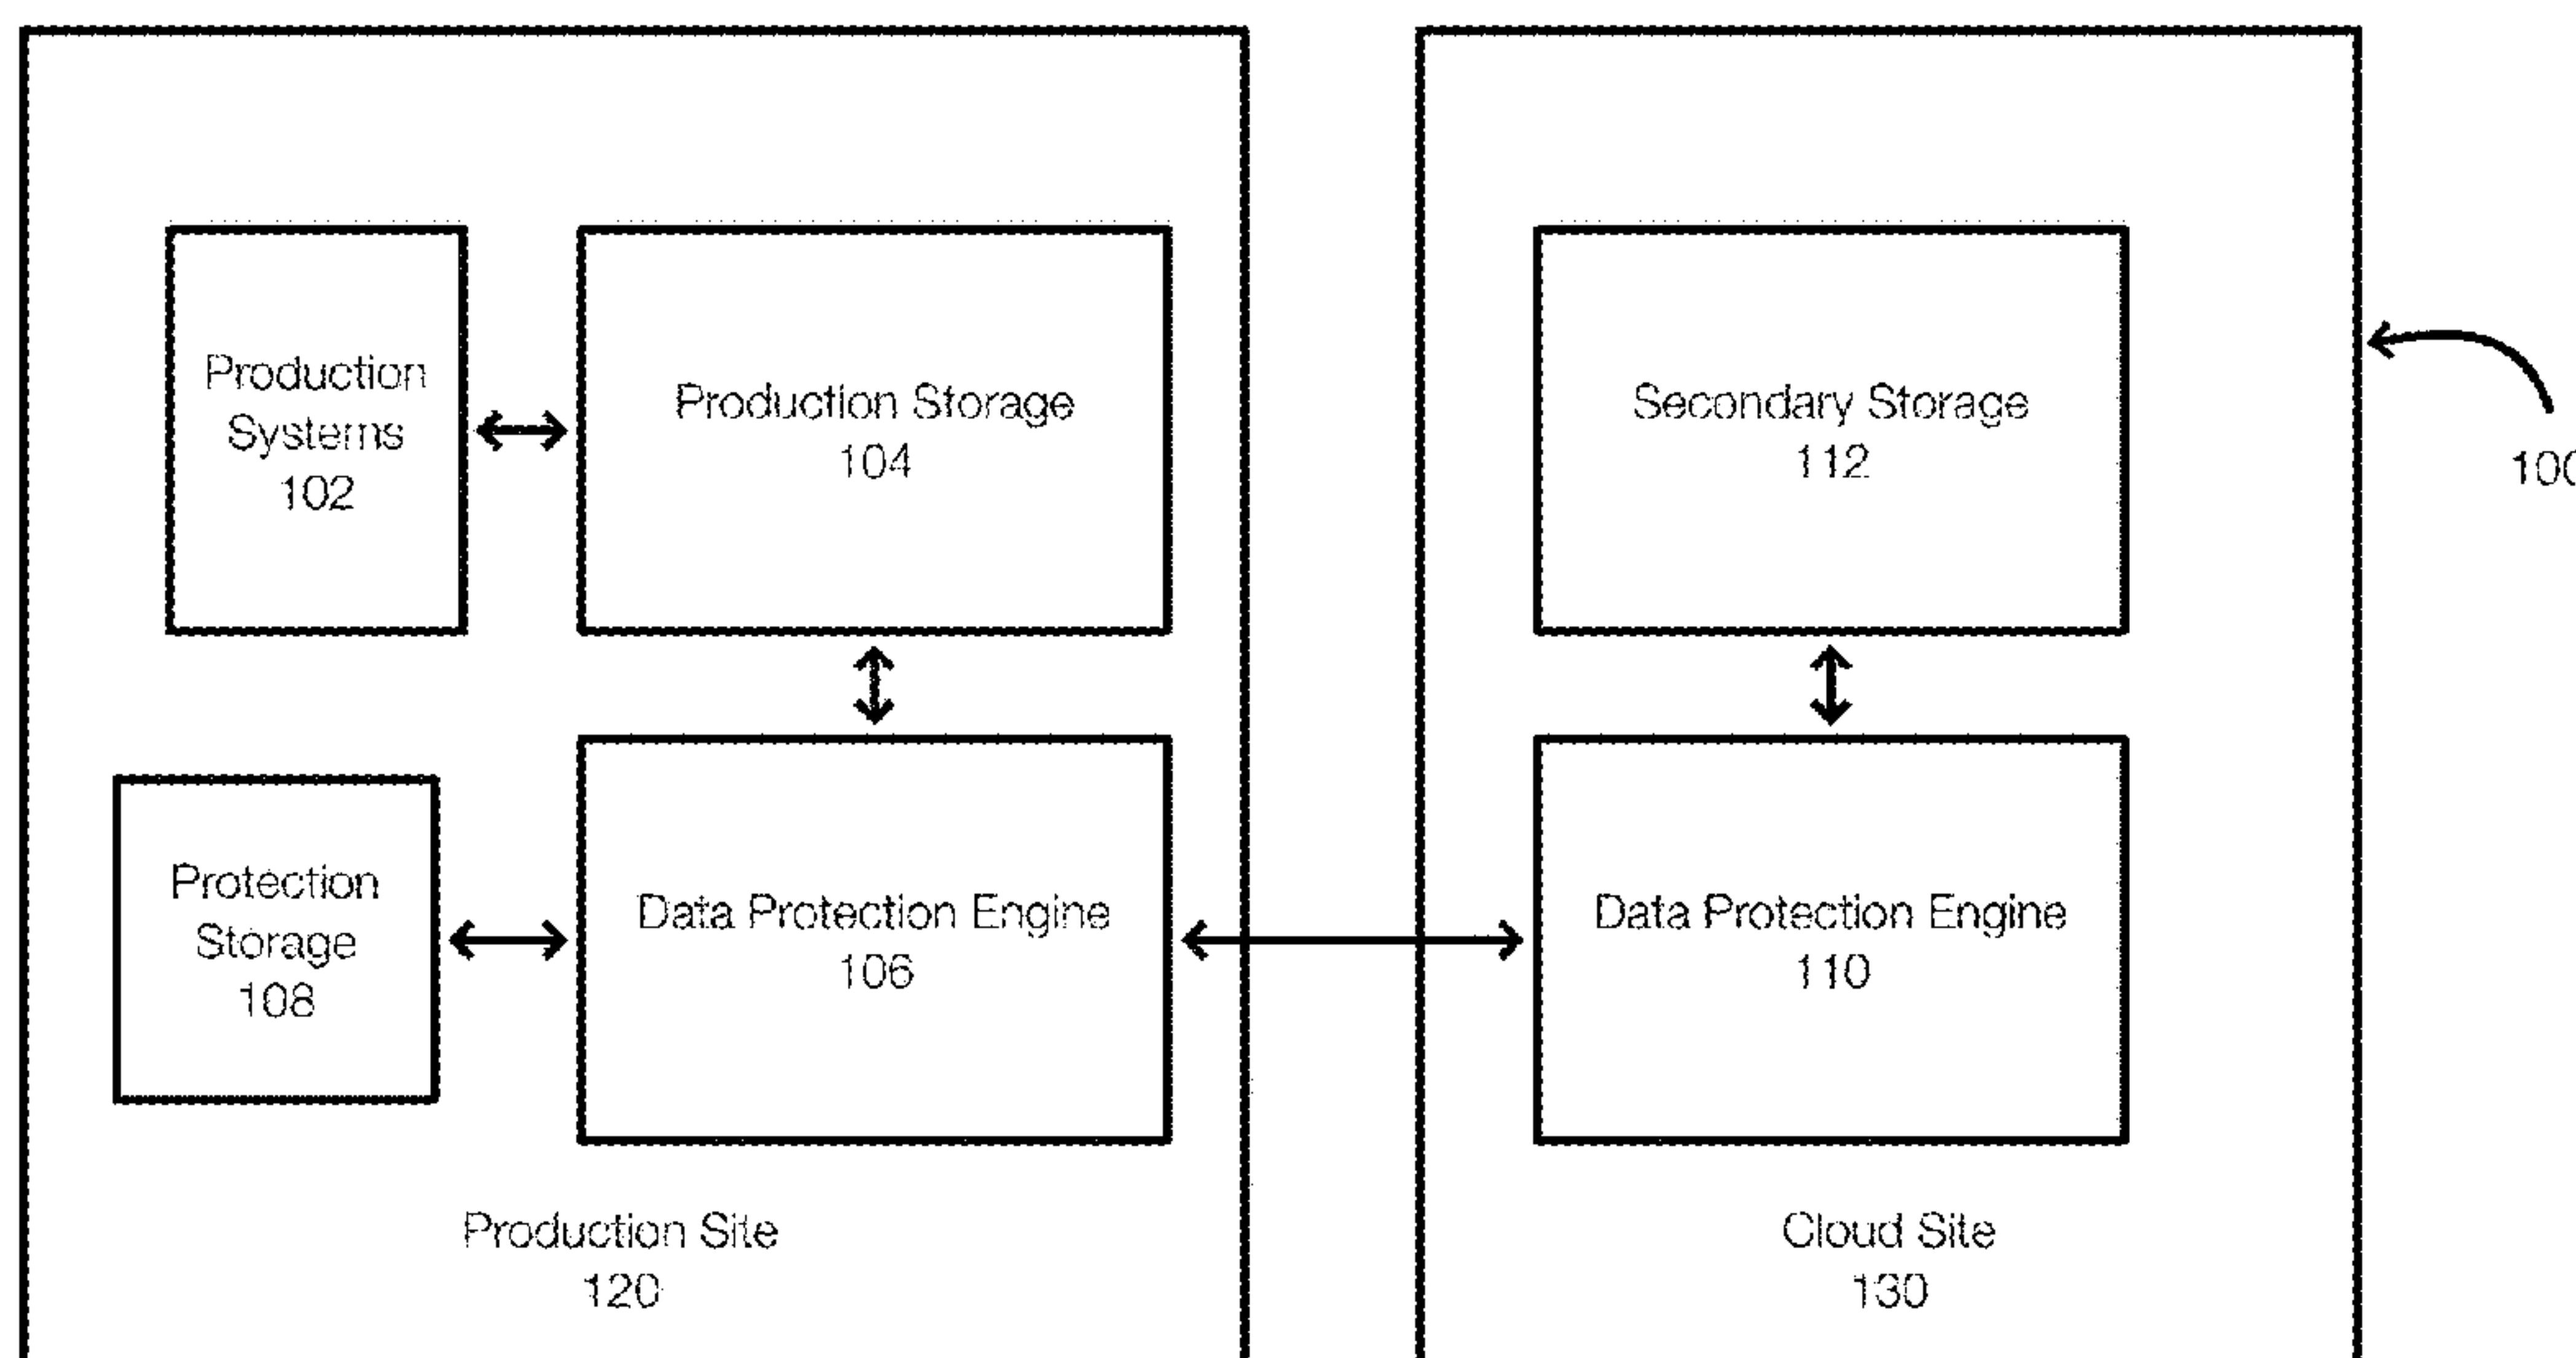 Production
Systems
102
Production Storage
104
Secondary Storage
112
100
Protection
Storage
108
Data Protection Engine
106
Data Protection Engine
110
Production Site
120
Cloud Site
130